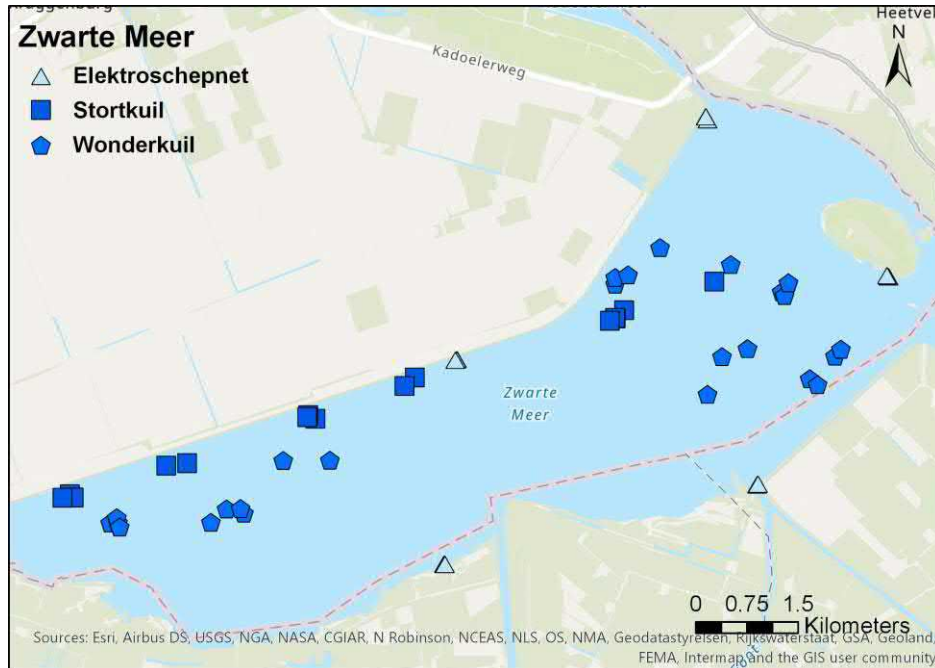 Heetvel
Zwarte Meer
N
Kadoelerweg
Elektroschepnet
Stortkuil
Wonderkuil
Zwarte
Meer
0 0.75 1.5
Kilometers
Sources: Esri, Airbus DS, USGS, NGA, NASA, CGIAR, N Robinson, NCEAS, NLS, OS, NMA, Geodatastyrelsen, Rijkswaterstaat, GSA, Geoland,
FEMA, Intermap and the GIS user community